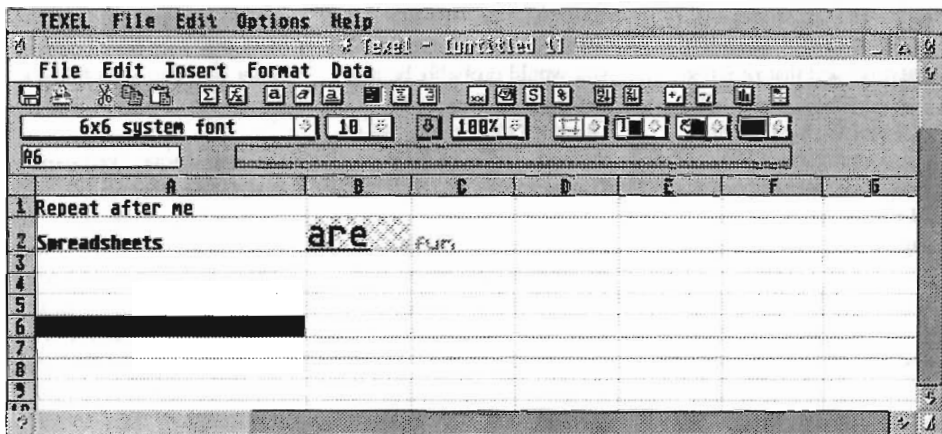 TEXEL File Edit Options Help
Texel - [untitled 1]
File Edit Insert Format Data
6x6 system font 10 100%
A6
A B C D E F G
1 Repeat after me
2 Spreadsheets are fun
3
4
5
6
7
8
9
10